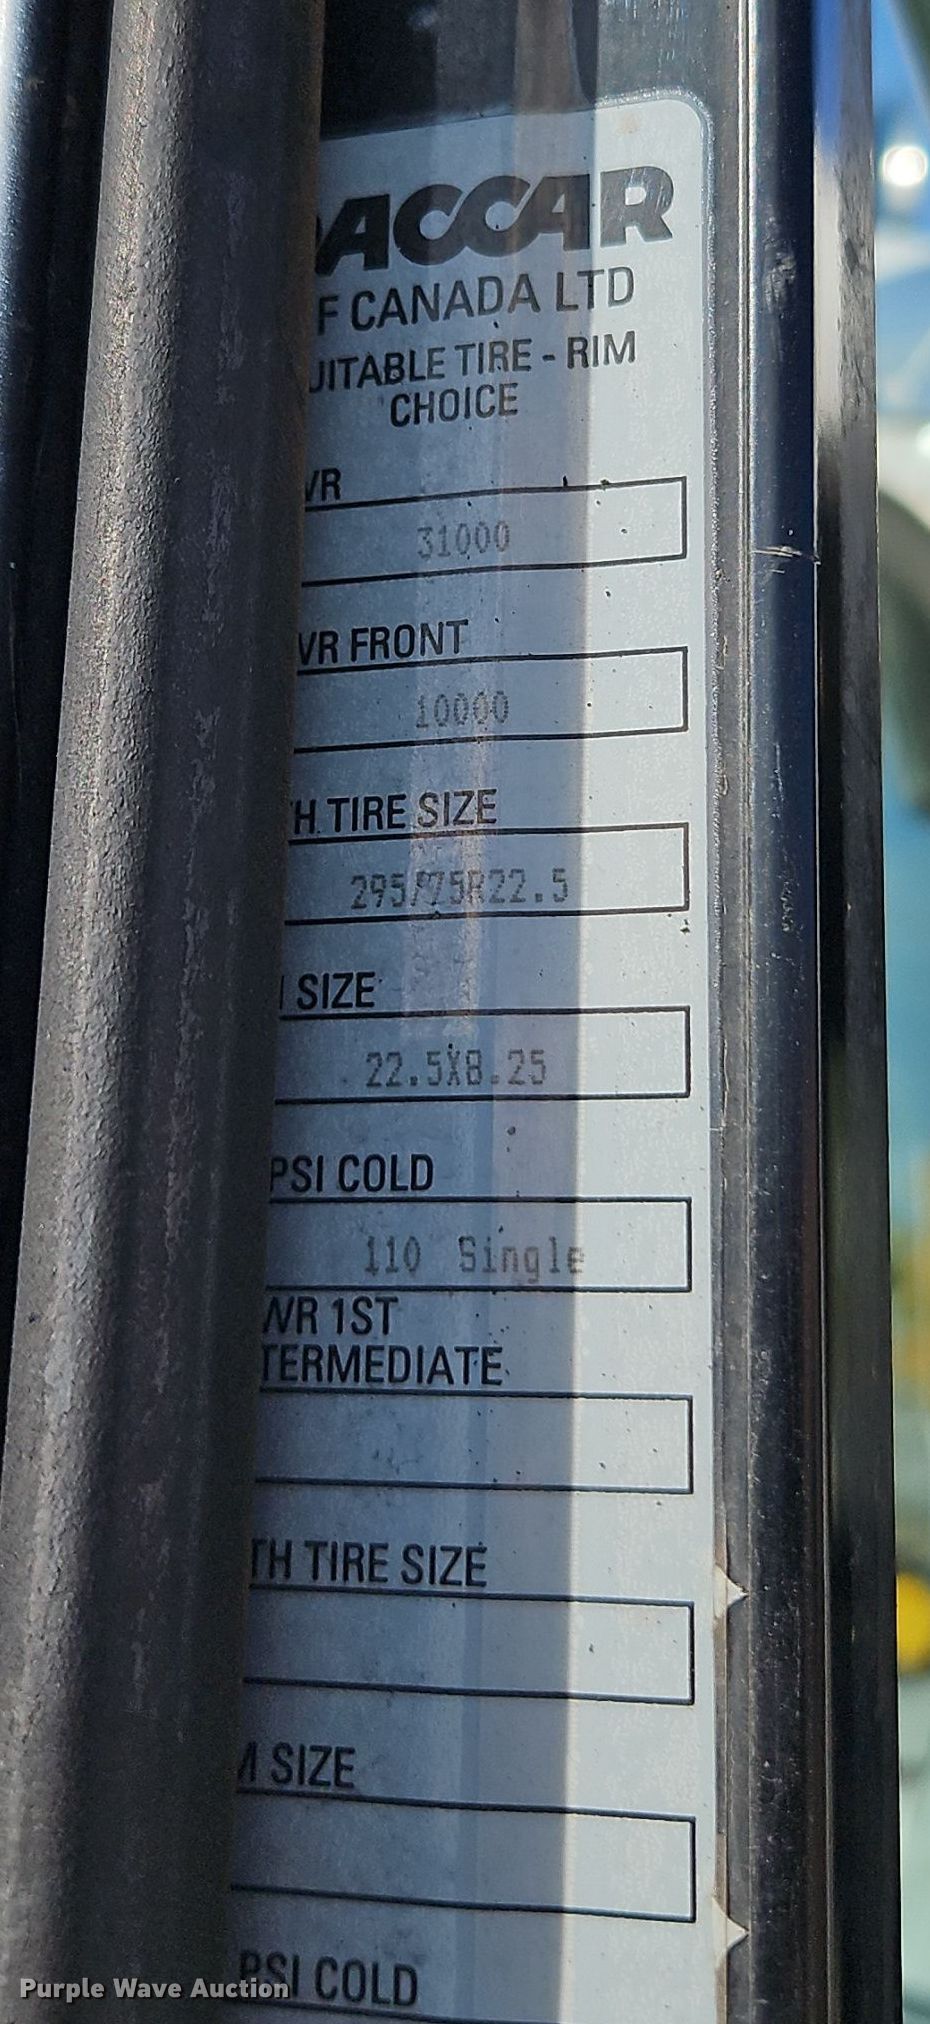 PACCAR
F CANADA LTD
UITABLE TIRE - RIM
CHOICE
VR
31000
VR FRONT
10000
H TIRE SIZE
295/75R22.5
SIZE
22.5X8.25
PSI COLD
110 Single
WR 1ST
TERMEDIATE
TH TIRE SIZE
M SIZE
PSI COLD
Purple Wave Auction